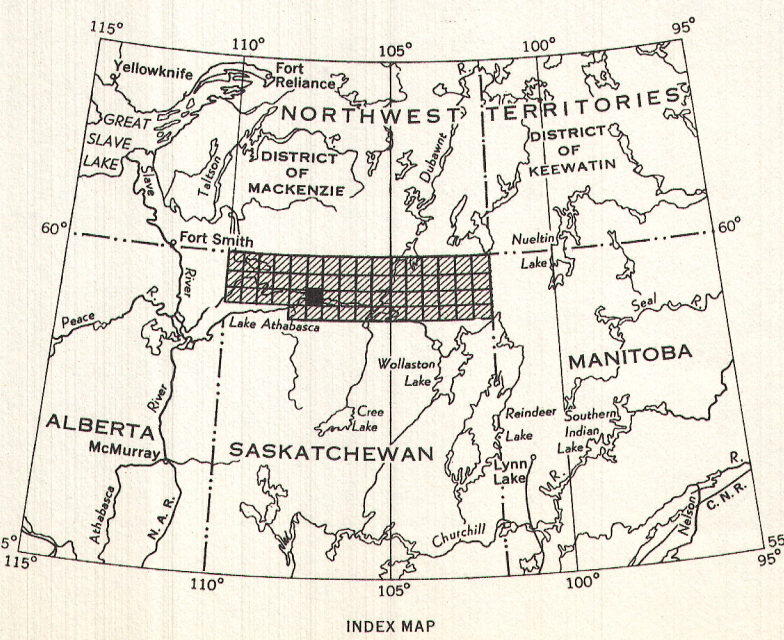 115°
110°
105°
100°
95°
Yellowknife
Fort
Reliance
R.
NORTHWEST TERRITORIES
GREAT
SLAVE
LAKE
Slave
Taltson
R.
DISTRICT
OF
MACKENZIE
Dubawnt
DISTRICT
OF
KEEWATIN
60°
60°
Fort Smith
Nueltin
Lake
River
Peace
R.
Lake Athabasca
Seal
R.
Wollaston
Lake
MANITOBA
River
Cree
Lake
Reindeer
Lake
Southern
Indian
Lake
ALBERTA
McMurray
SASKATCHEWAN
Lynn
Lake
R.
R.
Athabasca
N. A. R.
Churchill
Nelson
C. N. R.
5°
115°
110°
105°
100°
55
95°
INDEX MAP